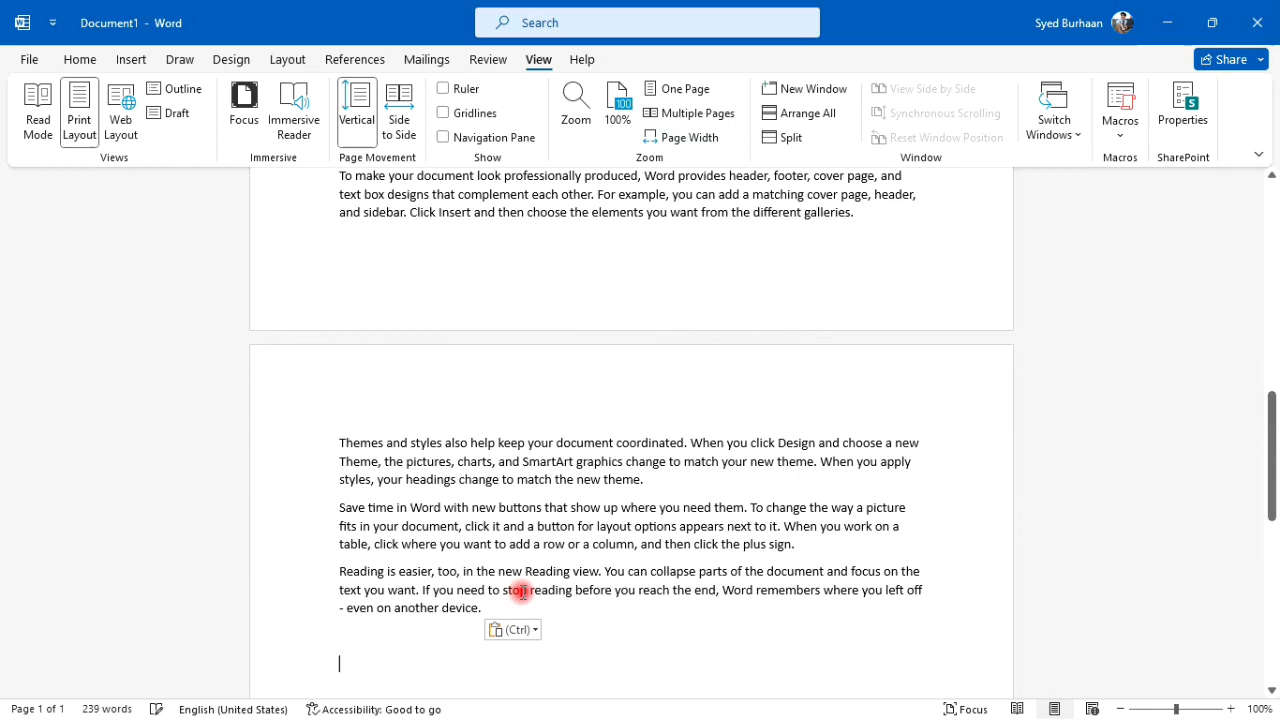 Document1 - Word
Search
Syed Burhaan
File Home Insert Draw Design Layout References Mailings Review View Help
Share
Read Mode
Print Layout
Web Layout
Outline
Draft
Views
Focus
Immersive Reader
Immersive
Vertical
Side to Side
Page Movement
Ruler
Gridlines
Navigation Pane
Show
Zoom
100
100%
One Page
Multiple Pages
Page Width
Zoom
New Window
Arrange All
Split
View Side by Side
Synchronous Scrolling
Reset Window Position
Switch Windows
Window
Macros
Macros
Properties
SharePoint
To make your document look professionally produced, Word provides header, footer, cover page, and
text box designs that complement each other. For example, you can add a matching cover page, header,
and sidebar. Click Insert and then choose the elements you want from the different galleries.
Themes and styles also help keep your document coordinated. When you click Design and choose a new
Theme, the pictures, charts, and SmartArt graphics change to match your new theme. When you apply
styles, your headings change to match the new theme.
Save time in Word with new buttons that show up where you need them. To change the way a picture
fits in your document, click it and a button for layout options appears next to it. When you work on a
table, click where you want to add a row or a column, and then click the plus sign.
Reading is easier, too, in the new Reading view. You can collapse parts of the document and focus on the
text you want. If you need to stop reading before you reach the end, Word remembers where you left off
- even on another device.
(Ctrl)
Page 1 of 1 239 words English (United States) Accessibility: Good to go Focus 100%